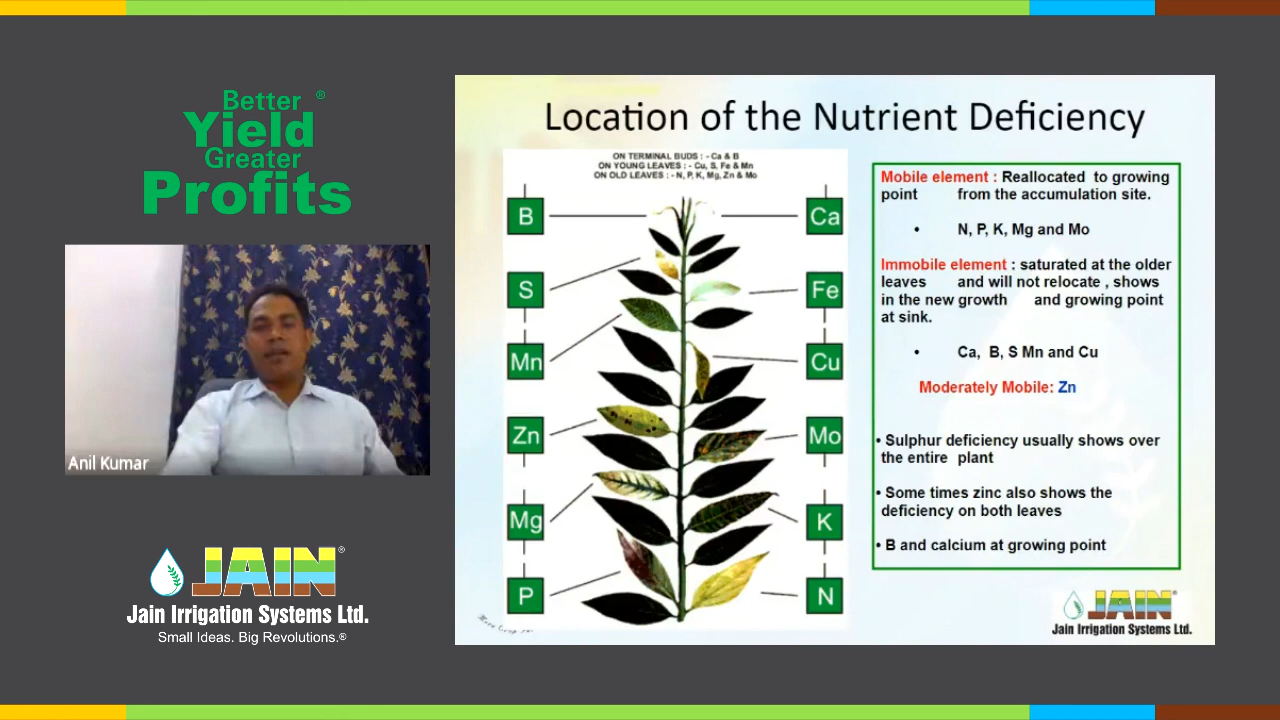 Better ®
Yield
Greater
Profits
Anil Kumar
JAIN®
Jain Irrigation Systems Ltd.
Small Ideas. Big Revolutions.®
Location of the Nutrient Deficiency
ON TERMINAL BUDS : - Ca & B
ON YOUNG LEAVES : - Cu, S, Fe & Mn
ON OLD LEAVES : - N, P, K, Mg, Zn & Mo
B
Ca
S
Fe
Mn
Cu
Zn
Mo
Mg
K
P
N
Mobile element : Reallocated to growing
point from the accumulation site.
• N, P, K, Mg and Mo
Immobile element : saturated at the older
leaves and will not relocate , shows
in the new growth and growing point
at sink.
• Ca, B, S Mn and Cu
Moderately Mobile: Zn
• Sulphur deficiency usually shows over
the entire plant
• Some times zinc also shows the
deficiency on both leaves
• B and calcium at growing point
JAIN
Jain Irrigation Systems Ltd.